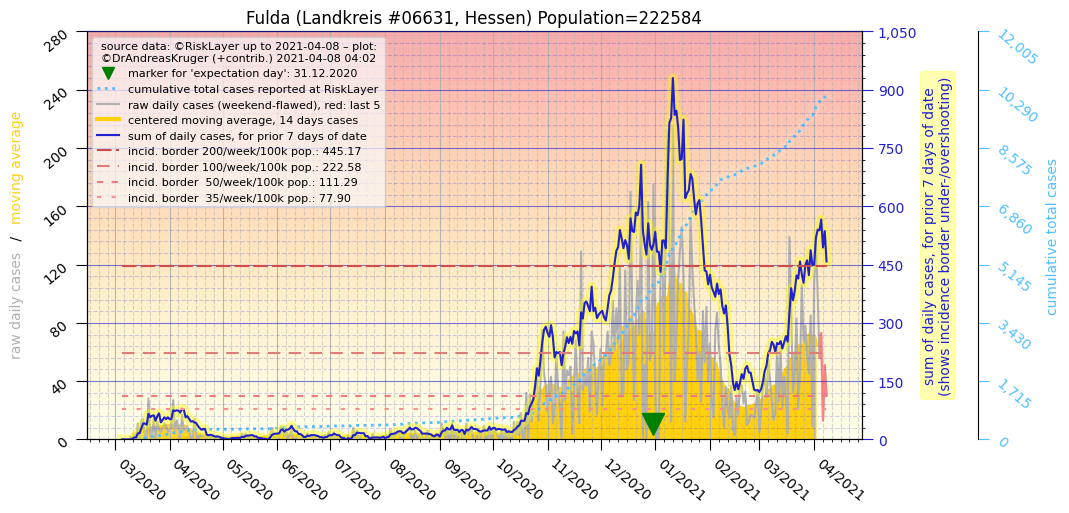 Fulda (Landkreis #06631, Hessen) Population=222584
source data: ©RiskLayer up to 2021-04-08 – plot:
©DrAndreasKruger (+contrib.) 2021-04-08 04:02
marker for 'expectation day': 31.12.2020
cumulative total cases reported at RiskLayer
raw daily cases (weekend-flawed), red: last 5
centered moving average, 14 days cases
sum of daily cases, for prior 7 days of date
incid. border 200/week/100k pop.: 445.17
incid. border 100/week/100k pop.: 222.58
incid. border  50/week/100k pop.: 111.29
incid. border  35/week/100k pop.: 77.90
raw daily cases / moving average
280
240
200
160
120
80
40
0
03/2020
04/2020
05/2020
06/2020
07/2020
08/2020
09/2020
10/2020
11/2020
12/2020
01/2021
02/2021
03/2021
04/2021
1,050
900
750
600
450
300
150
0
sum of daily cases, for prior 7 days of date
(shows incidence border under-/overshooting)
12,005
10,290
8,575
6,860
5,145
3,430
1,715
0
cumulative total cases